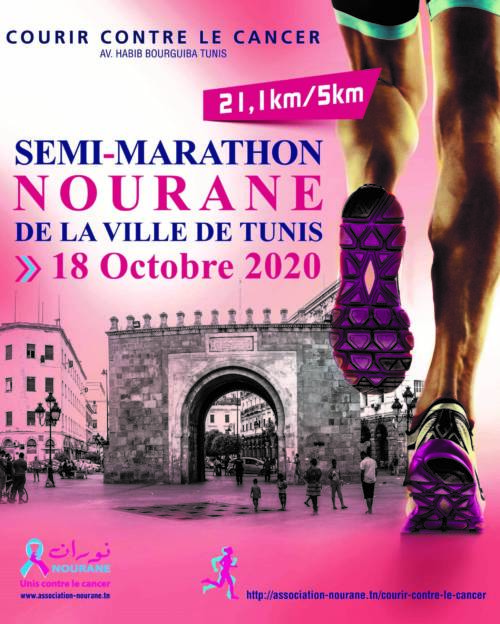 COURIR CONTRE LE CANCER
AV. HABIB BOURGUIBA TUNIS
21,1km/5km
SEMI-MARATHON
NOURANE
DE LA VILLE DE TUNIS
18 Octobre 2020
نوران
NOURANE
Unis contre le cancer
www.association-nourane.tn
http://association-nourane.tn/courir-contre-le-cancer